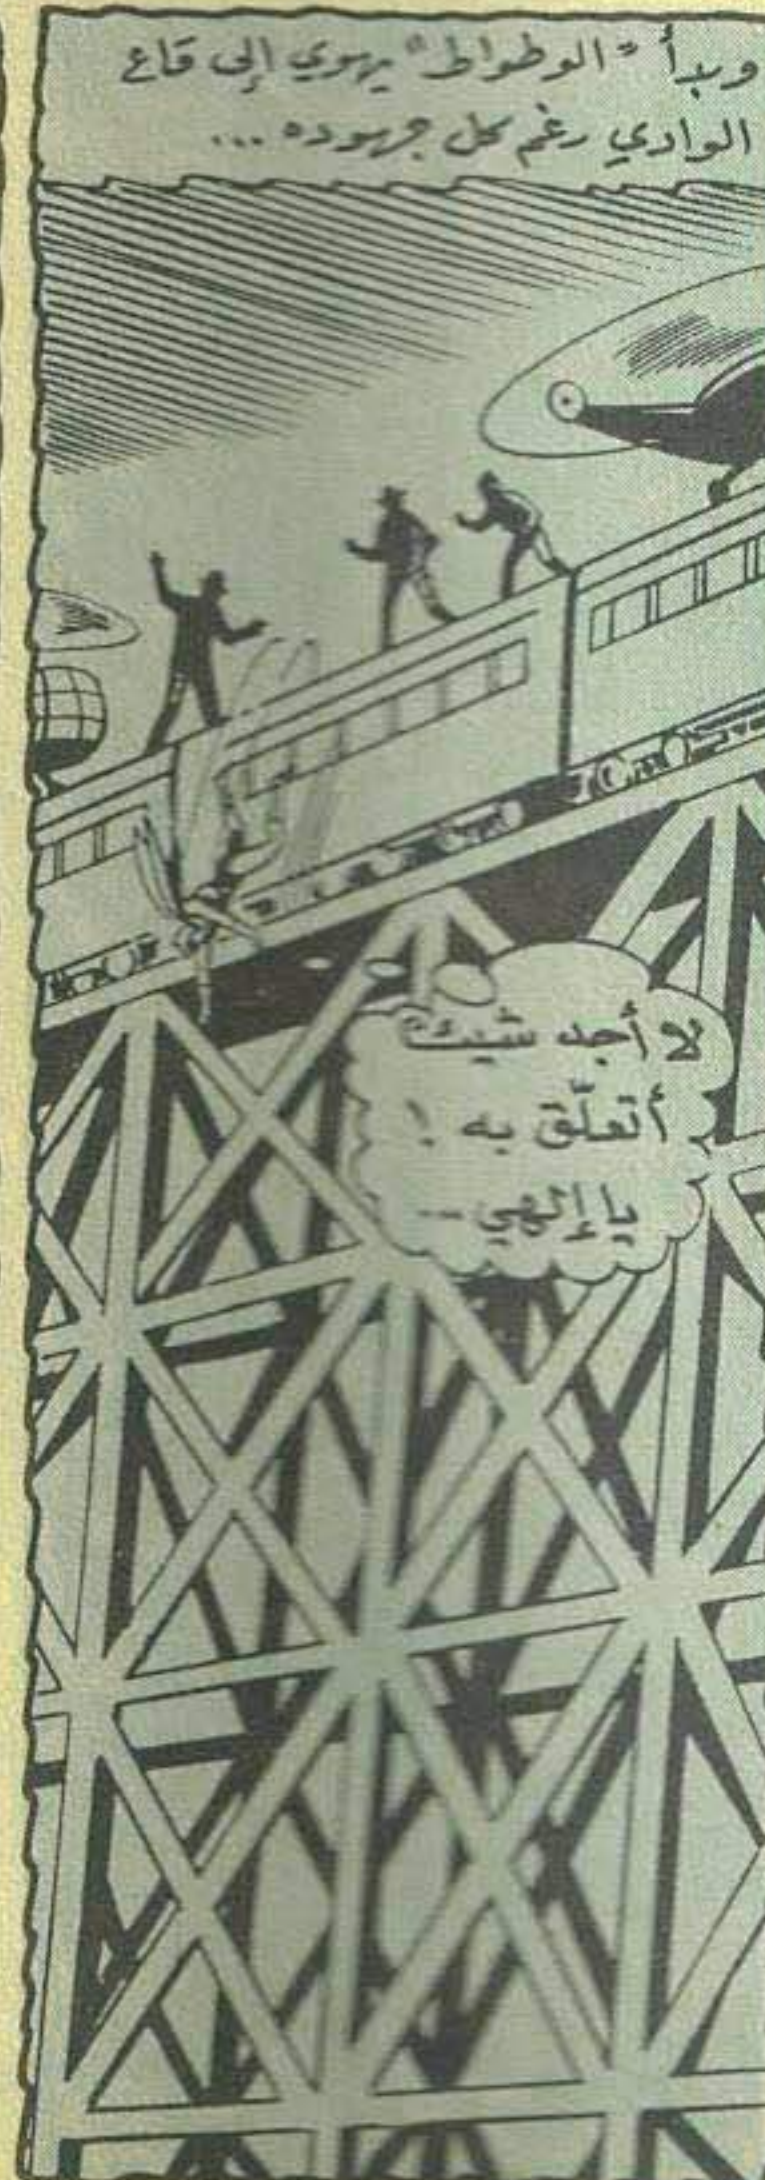 وبدأ "الوطواط" يهوي إلى قاع
الوادي رغم كل جهوده ...
لا أجد شيئاً
أتعلّق به !
يا إلهي ...